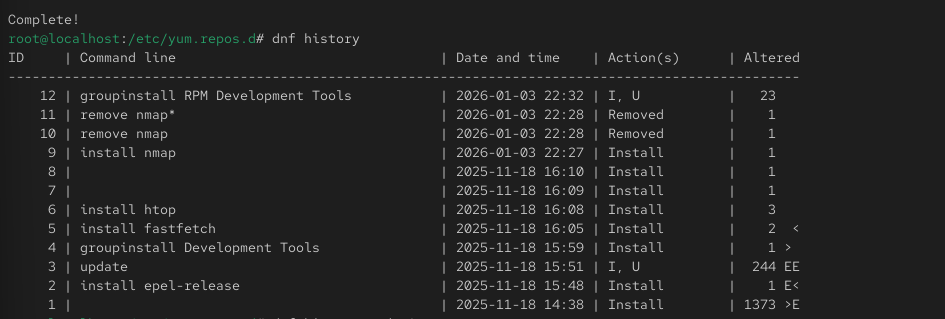 Complete!
root@localhost:/etc/yum.repos.d# dnf history
ID     | Command line                                 | Date and time    | Action(s)      | Altered
---------------------------------------------------------------------------------------------------
    12 | groupinstall RPM Development Tools           | 2026-01-03 22:32 | I, U           |   23
    11 | remove nmap*                                 | 2026-01-03 22:28 | Removed        |    1
    10 | remove nmap                                  | 2026-01-03 22:28 | Removed        |    1
     9 | install nmap                                 | 2026-01-03 22:27 | Install        |    1
     8 |                                              | 2025-11-18 16:10 | Install        |    1
     7 |                                              | 2025-11-18 16:09 | Install        |    1
     6 | install htop                                 | 2025-11-18 16:08 | Install        |    3
     5 | install fastfetch                            | 2025-11-18 16:05 | Install        |    2  <
     4 | groupinstall Development Tools               | 2025-11-18 15:59 | Install        |    1 >
     3 | update                                       | 2025-11-18 15:51 | I, U           |  244 EE
     2 | install epel-release                         | 2025-11-18 15:48 | Install        |    1 E<
     1 |                                              | 2025-11-18 14:38 | Install        | 1373 >E